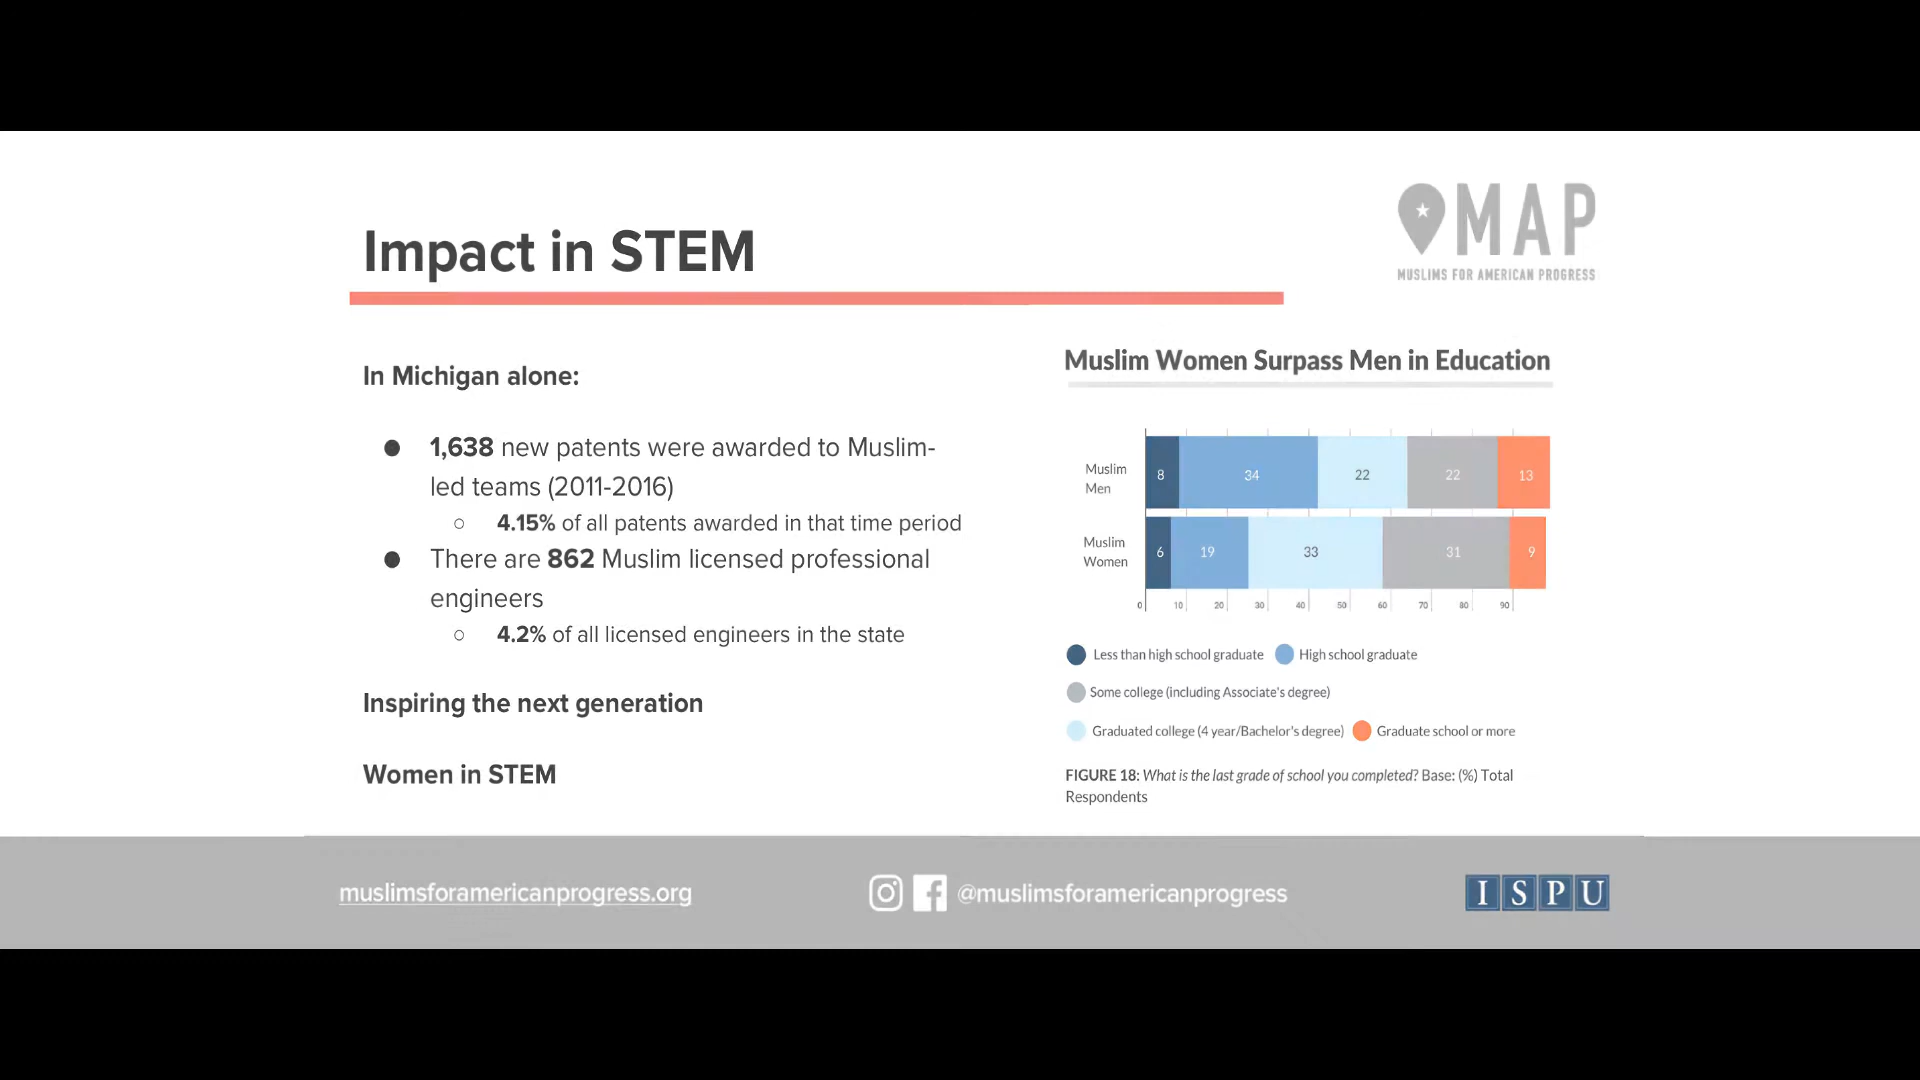 Impact in STEM
MAP
MUSLIMS FOR AMERICAN PROGRESS
In Michigan alone:
● 1,638 new patents were awarded to Muslim-
led teams (2011-2016)
○ 4.15% of all patents awarded in that time period
● There are 862 Muslim licensed professional
engineers
○ 4.2% of all licensed engineers in the state
Inspiring the next generation
Women in STEM
Muslim Women Surpass Men in Education
Muslim
Men
8 34 22 22 13
Muslim
Women
6 19 33 31 9
0 10 20 30 40 50 60 70 80 90
Less than high school graduate High school graduate
Some college (including Associate's degree)
Graduated college (4 year/Bachelor's degree) Graduate school or more
FIGURE 18: What is the last grade of school you completed? Base: (%) Total
Respondents
muslimsforamericanprogress.org
@muslimsforamericanprogress
ISPU